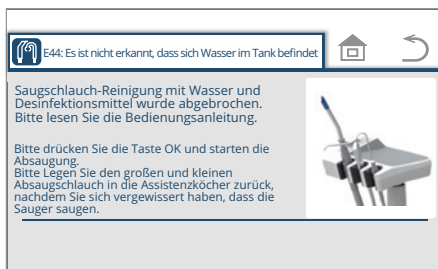 E44: Es ist nicht erkannt, dass sich Wasser im Tank befindet
Saugschlauch-Reinigung mit Wasser und
Desinfektionsmittel wurde abgebrochen.
Bitte lesen Sie die Bedienungsanleitung.
Bitte drücken Sie die Taste OK und starten die
Absaugung.
Bitte Legen Sie den großen und kleinen
Absaugschlauch in die Assistenzköcher zurück,
nachdem Sie sich vergewissert haben, dass die
Sauger saugen.